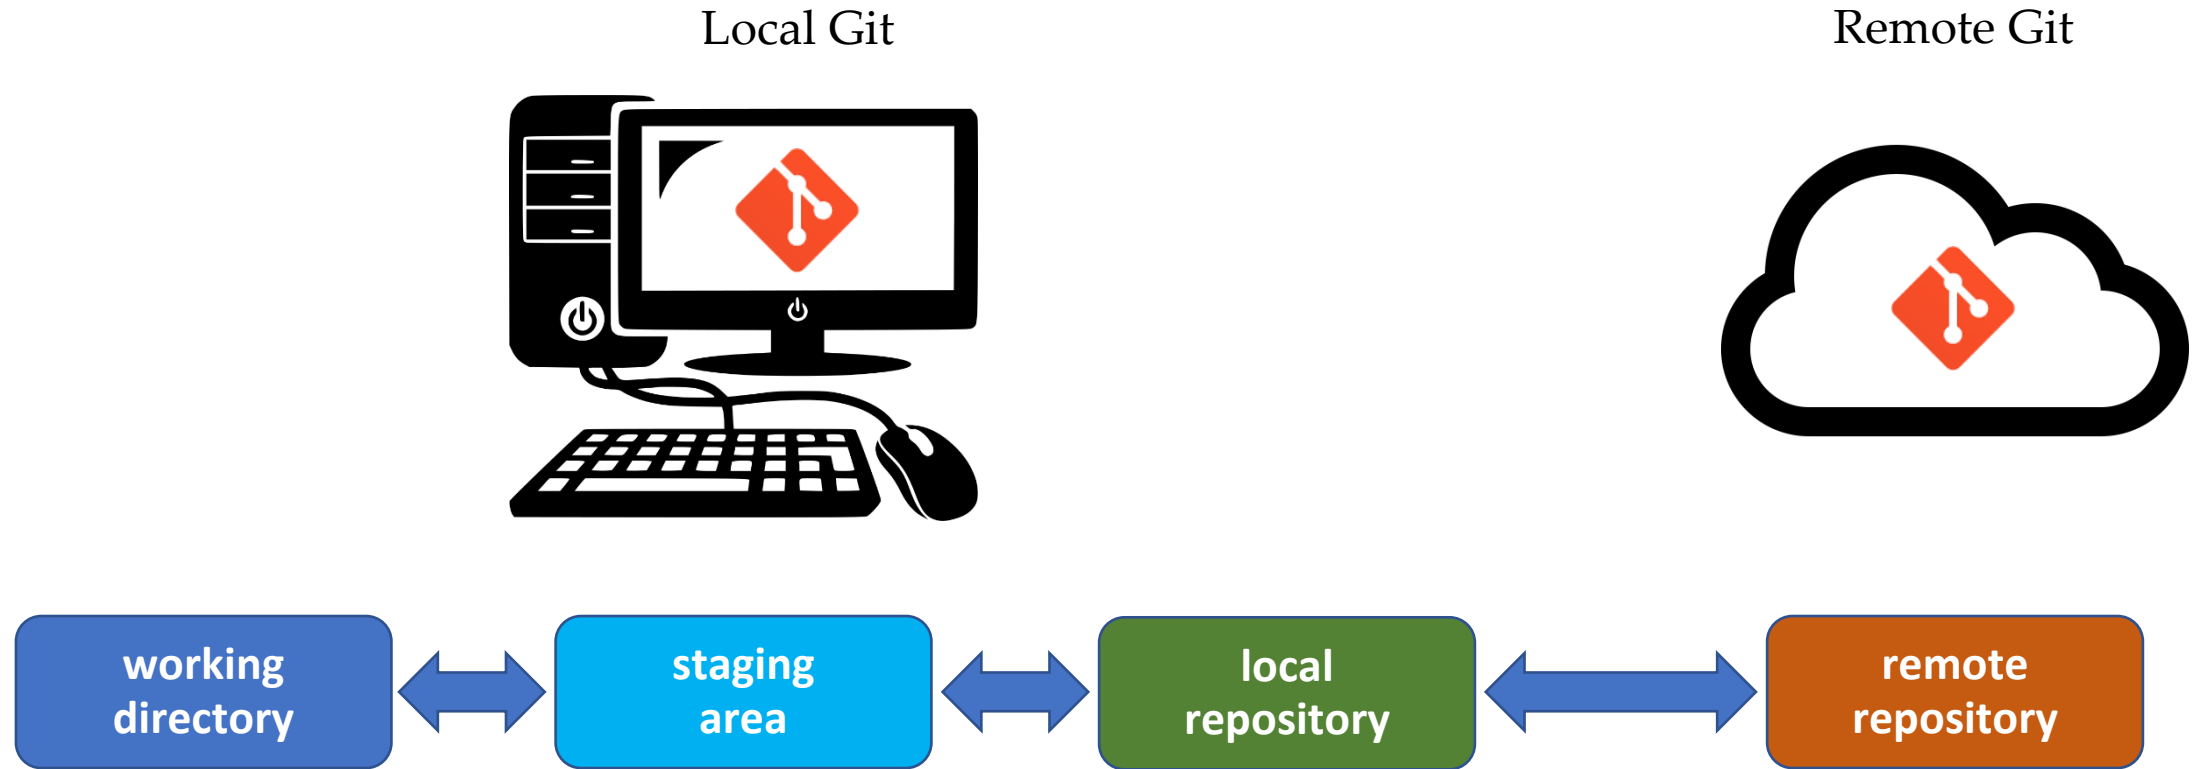 Local Git
Remote Git
working
directory
staging
area
local
repository
remote
repository